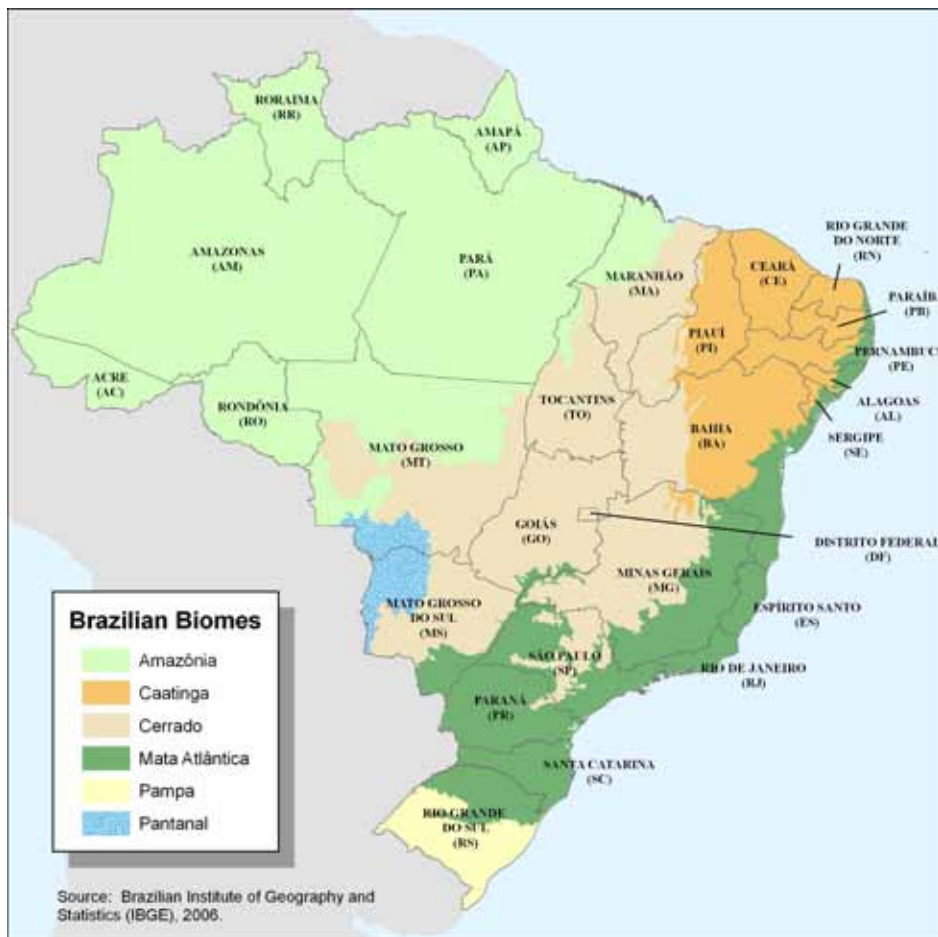 RORAIMA
(RR)
AMAPÁ
(AP)
AMAZONAS
(AM)
PARÁ
(PA)
MARANHÃO
(MA)
CEARÁ
(CE)
RIO GRANDE
DO NORTE
(RN)
PARAÍBA
(PB)
PIAUÍ
(PI)
PERNAMBUC
(PE)
ACRE
(AC)
RONDÔNIA
(RO)
TOCANTINS
(TO)
ALAGOAS
(AL)
MATO GROSSO
(MT)
BAHIA
(BA)
SERGIPE
(SE)
GOIÁS
(GO)
DISTRITO FEDERAL
(DF)
MINAS GERAIS
(MG)
MATO GROSSO
DO SUL
(MS)
ESPÍRITO SANTO
(ES)
SÃO PAULO
(SP)
RIO DE JANEIRO
(RJ)
PARANÁ
(PR)
SANTA CATARINA
(SC)
RIO GRANDE
DO SUL
(RS)
Brazilian Biomes
Amazônia
Caatinga
Cerrado
Mata Atlântica
Pampa
Pantanal
Source: Brazilian Institute of Geography and
Statistics (IBGE), 2006.